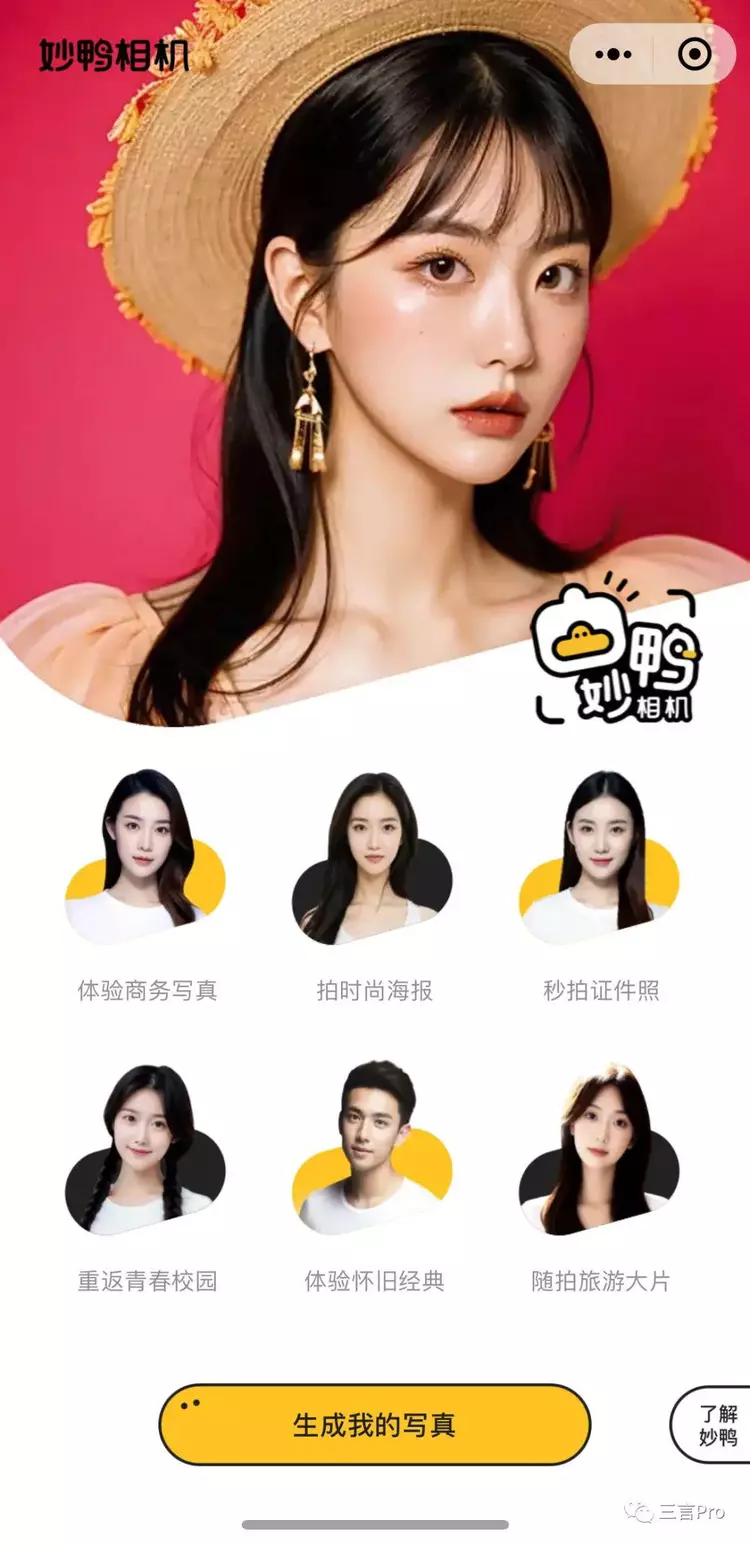 妙鸭相机
妙鸭
相机
体验商务写真
拍时尚海报
秒拍证件照
重返青春校园
体验怀旧经典
随拍旅游大片
生成我的写真
了解
妙鸭
三言Pro